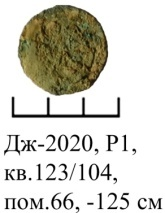 Дж-2020, Р1,
кв.123/104,
пом.66, -125 см